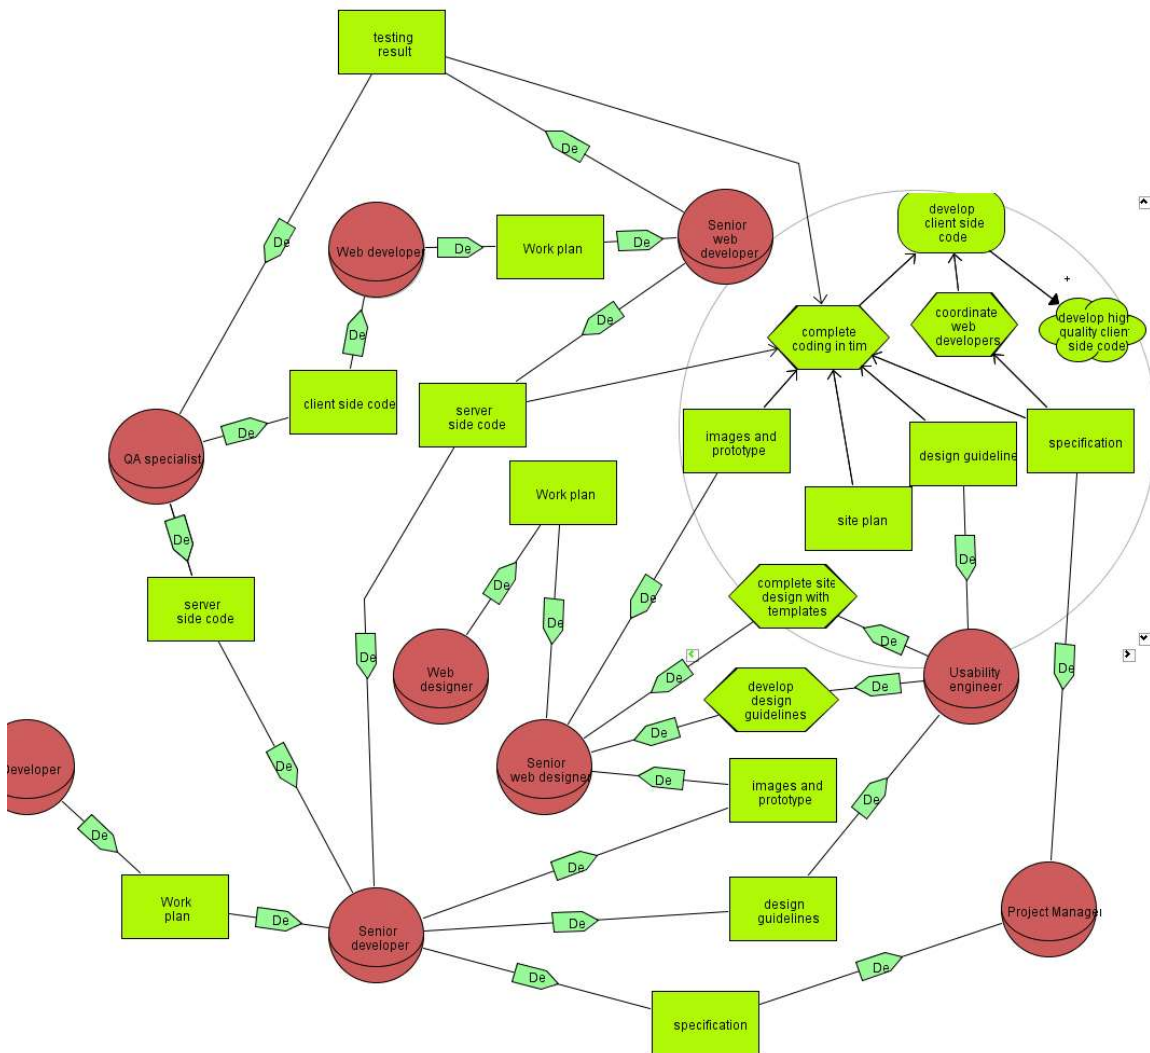 testing
result
De
De
Senior
web
developer
Web developer
De
Work plan
De
develop
client side
code
De
De
De
complete
coding in tim
coordinate
web
developers
develop high
quality client
side code
client side code
server
side code
images and
prototype
design guideline
specification
De
QA specialist
Work plan
site plan
De
De
De
De
server
side code
complete site
design with
templates
De
De
De
De
Web
designer
De
De
develop
design
guidelines
De
Usability
engineer
De
De
Senior
web designer
Developer
De
images and
prototype
De
De
De
De
Work
plan
De
Senior
developer
De
design
guidelines
Project Manager
De
De
specification